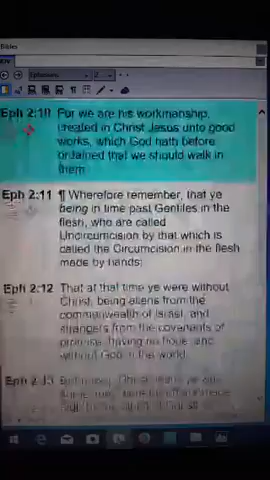 Bibles
KJV
Ephesians 2
Eph 2:10 For we are his workmanship,
created in Christ Jesus unto good
works, which God hath before
ordained that we should walk in
them.
Eph 2:11 ¶ Wherefore remember, that ye
being in time past Gentiles in the
flesh, who are called
Uncircumcision by that which is
called the Circumcision in the flesh
made by hands;
Eph 2:12 That at that time ye were without
Christ, being aliens from the
commonwealth of Israel, and
strangers from the covenants of
promise, having no hope, and
without God in the world.
Eph 2:13